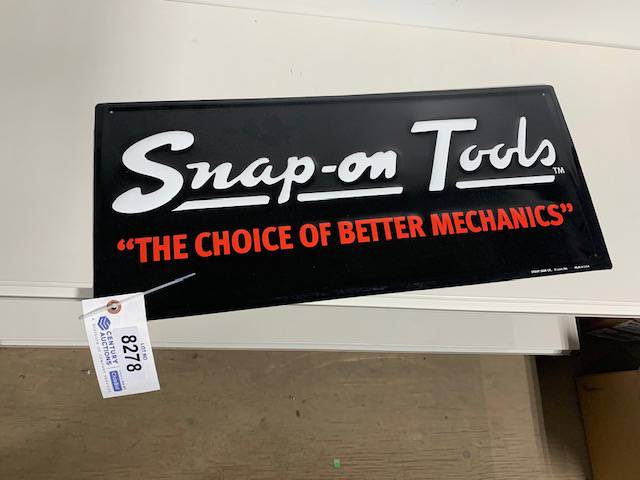 Snap-on Tools
TM
“THE CHOICE OF BETTER MECHANICS”
LOT NO
8278
CENTURY
AUCTIONS